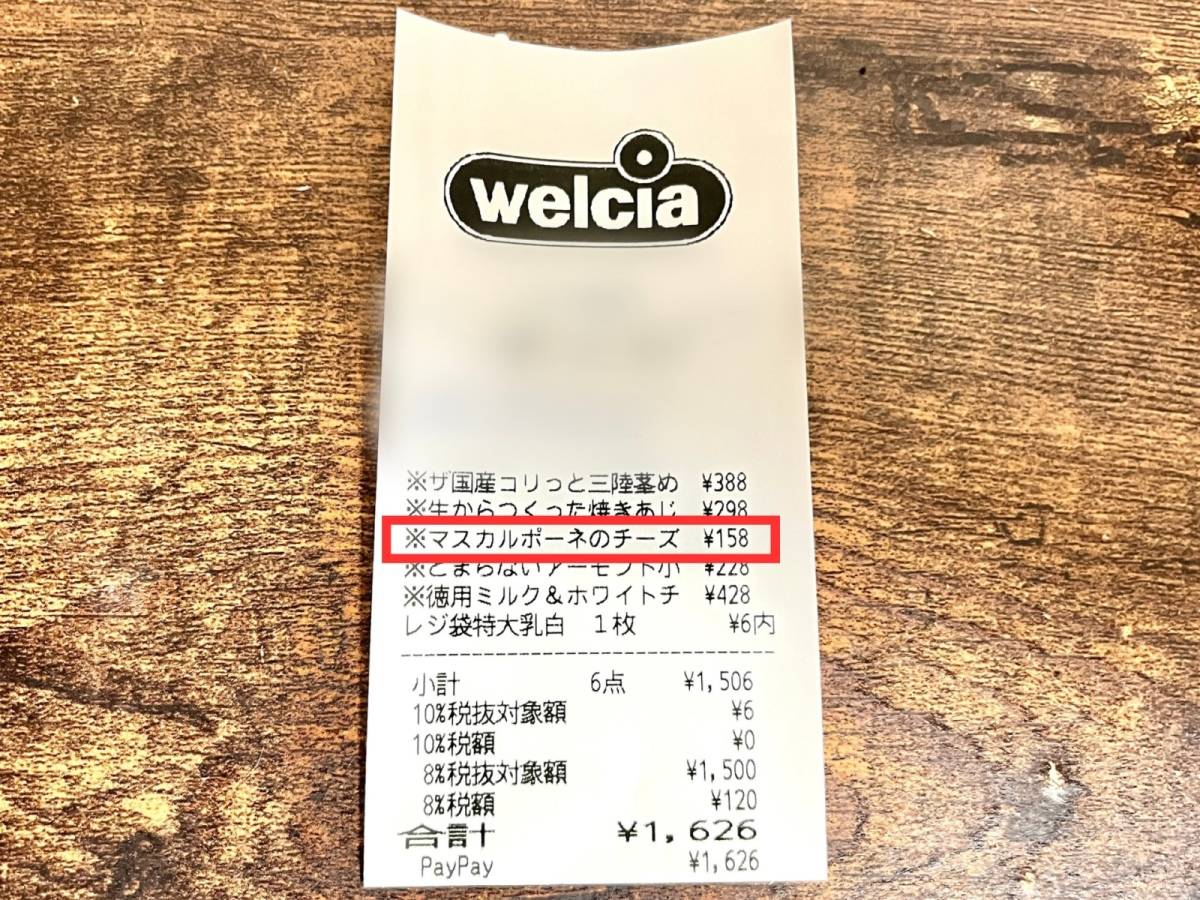 welcia
※ザ国産コリっと三陸茎め ¥388
※生からつくった焼きあじ ¥298
※マスカルポーネのチーズ ¥158
※とまらないアーモンド小 ¥228
※徳用ミルク&ホワイトチ ¥428
レジ袋特大乳白 1枚 ¥6内
小計 6点 ¥1,506
10%税抜対象額 ¥6
10%税額 ¥0
8%税抜対象額 ¥1,500
8%税額 ¥120
合計 ¥1,626
PayPay ¥1,626